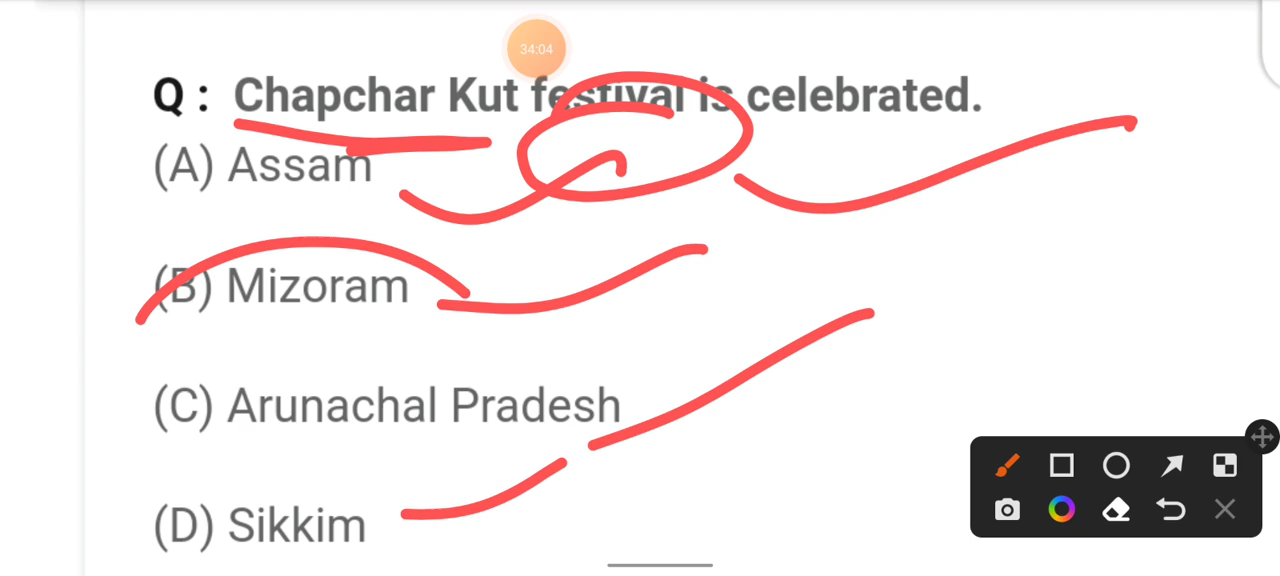 34:04
Q : Chapchar Kut festival is celebrated.
(A) Assam
(B) Mizoram
(C) Arunachal Pradesh
(D) Sikkim